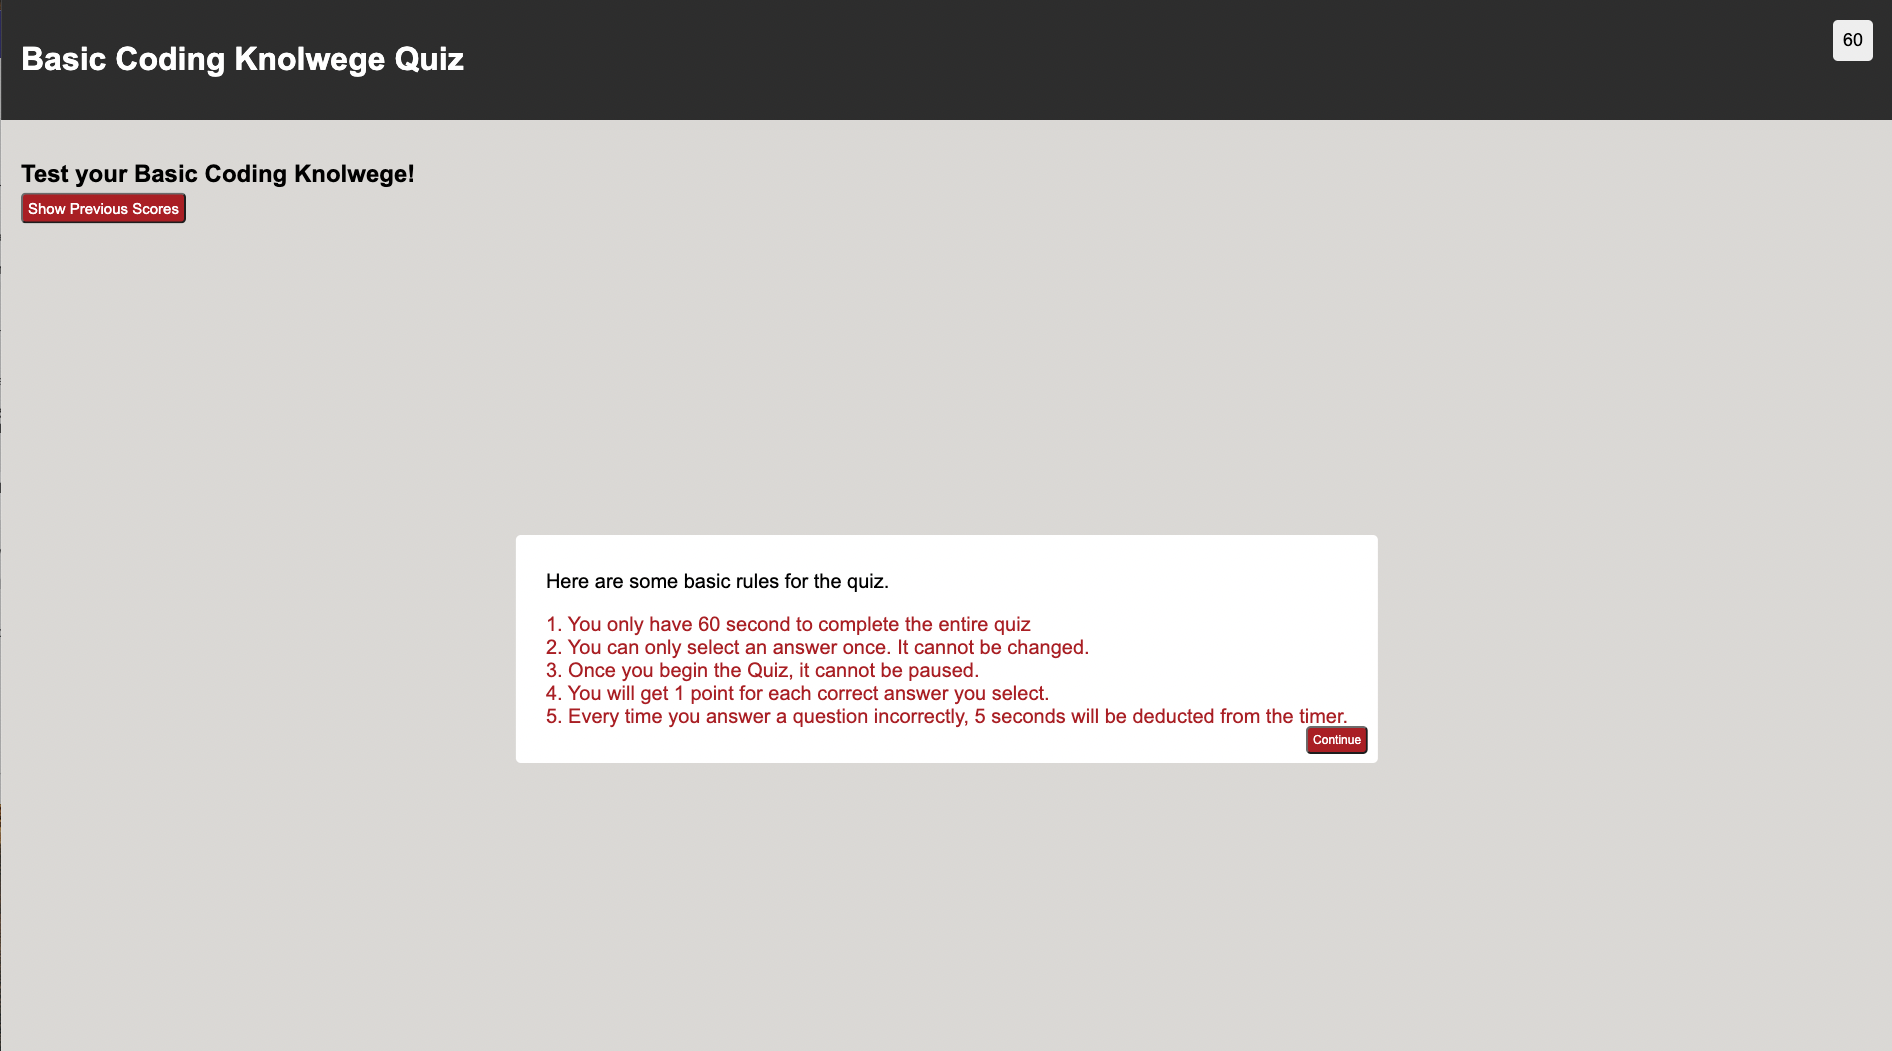 Basic Coding Knolwege Quiz
60
Test your Basic Coding Knolwege!
Show Previous Scores
Here are some basic rules for the quiz.
1. You only have 60 second to complete the entire quiz
2. You can only select an answer once. It cannot be changed.
3. Once you begin the Quiz, it cannot be paused.
4. You will get 1 point for each correct answer you select.
5. Every time you answer a question incorrectly, 5 seconds will be deducted from the timer.
Continue